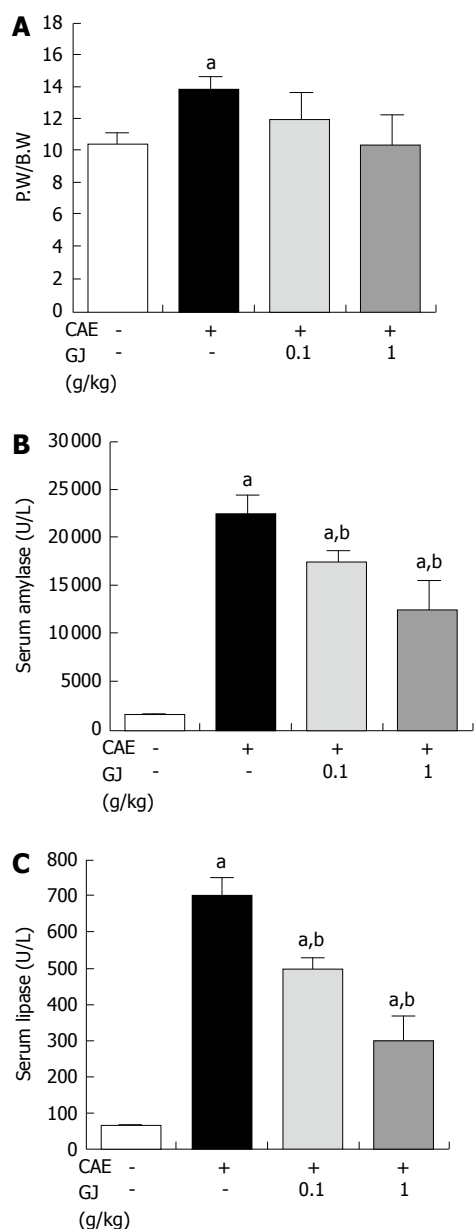 A
18
16
14
12
10
8
6
4
2
0
P.W/B.W
a
CAE - + + +
GJ - - 0.1 1
(g/kg)
B
30 000
25 000
20 000
15 000
10 000
5000
0
Serum amylase (U/L)
a
a,b
a,b
CAE - + + +
GJ - - 0.1 1
(g/kg)
C
800
700
600
500
400
300
200
100
0
Serum lipase (U/L)
a
a,b
a,b
CAE - + + +
GJ - - 0.1 1
(g/kg)